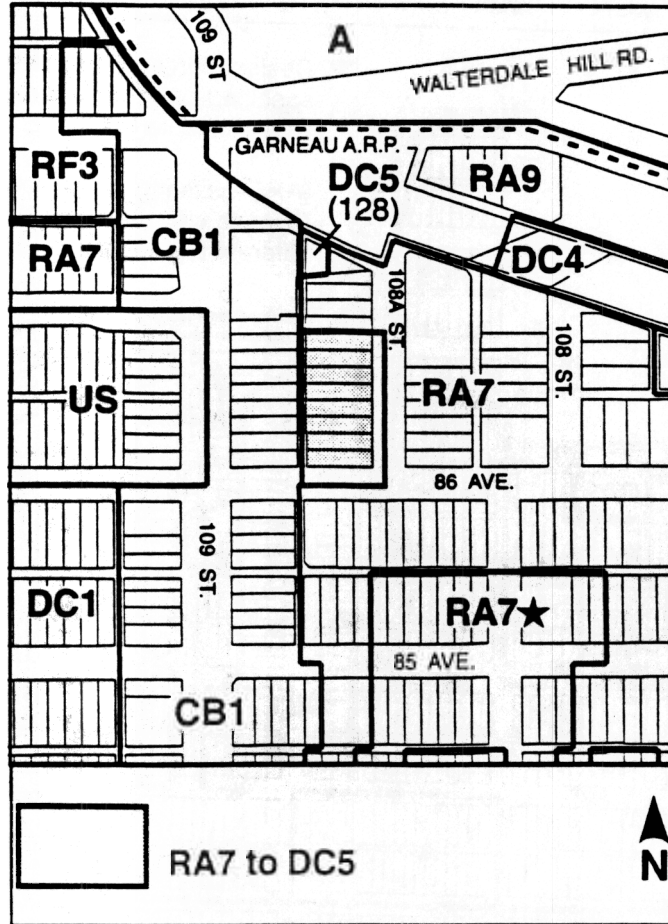 109 ST
A
WALTERDALE HILL RD.
GARNEAU A.R.P.
RF3
DC5
(128)
RA9
CB1
RA7
DC4
108A ST.
108 ST.
US
RA7
86 AVE.
109 ST.
DC1
RA7★
85 AVE.
CB1
RA7 to DC5
N